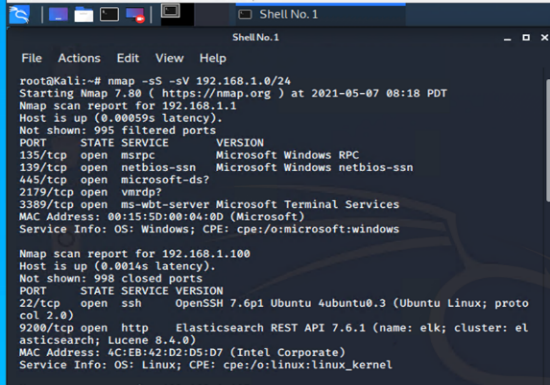 Shell No. 1
Shell No. 1
File Actions Edit View Help
root@Kali:~# nmap -sS -sV 192.168.1.0/24
Starting Nmap 7.80 ( https://nmap.org ) at 2021-05-07 08:18 PDT
Nmap scan report for 192.168.1.1
Host is up (0.00059s latency).
Not shown: 995 filtered ports
PORT STATE SERVICE VERSION
135/tcp open msrpc Microsoft Windows RPC
139/tcp open netbios-ssn Microsoft Windows netbios-ssn
445/tcp open microsoft-ds?
2179/tcp open vmrdp?
3389/tcp open ms-wbt-server Microsoft Terminal Services
MAC Address: 00:15:5D:00:04:0D (Microsoft)
Service Info: OS: Windows; CPE: cpe:/o:microsoft:windows
Nmap scan report for 192.168.1.100
Host is up (0.0014s latency).
Not shown: 998 closed ports
PORT STATE SERVICE VERSION
22/tcp open ssh OpenSSH 7.6p1 Ubuntu 4ubuntu0.3 (Ubuntu Linux; proto
col 2.0)
9200/tcp open http Elasticsearch REST API 7.6.1 (name: elk; cluster: el
asticsearch; Lucene 8.4.0)
MAC Address: 4C:EB:42:D2:D5:D7 (Intel Corporate)
Service Info: OS: Linux; CPE: cpe:/o:linux:linux_kernel